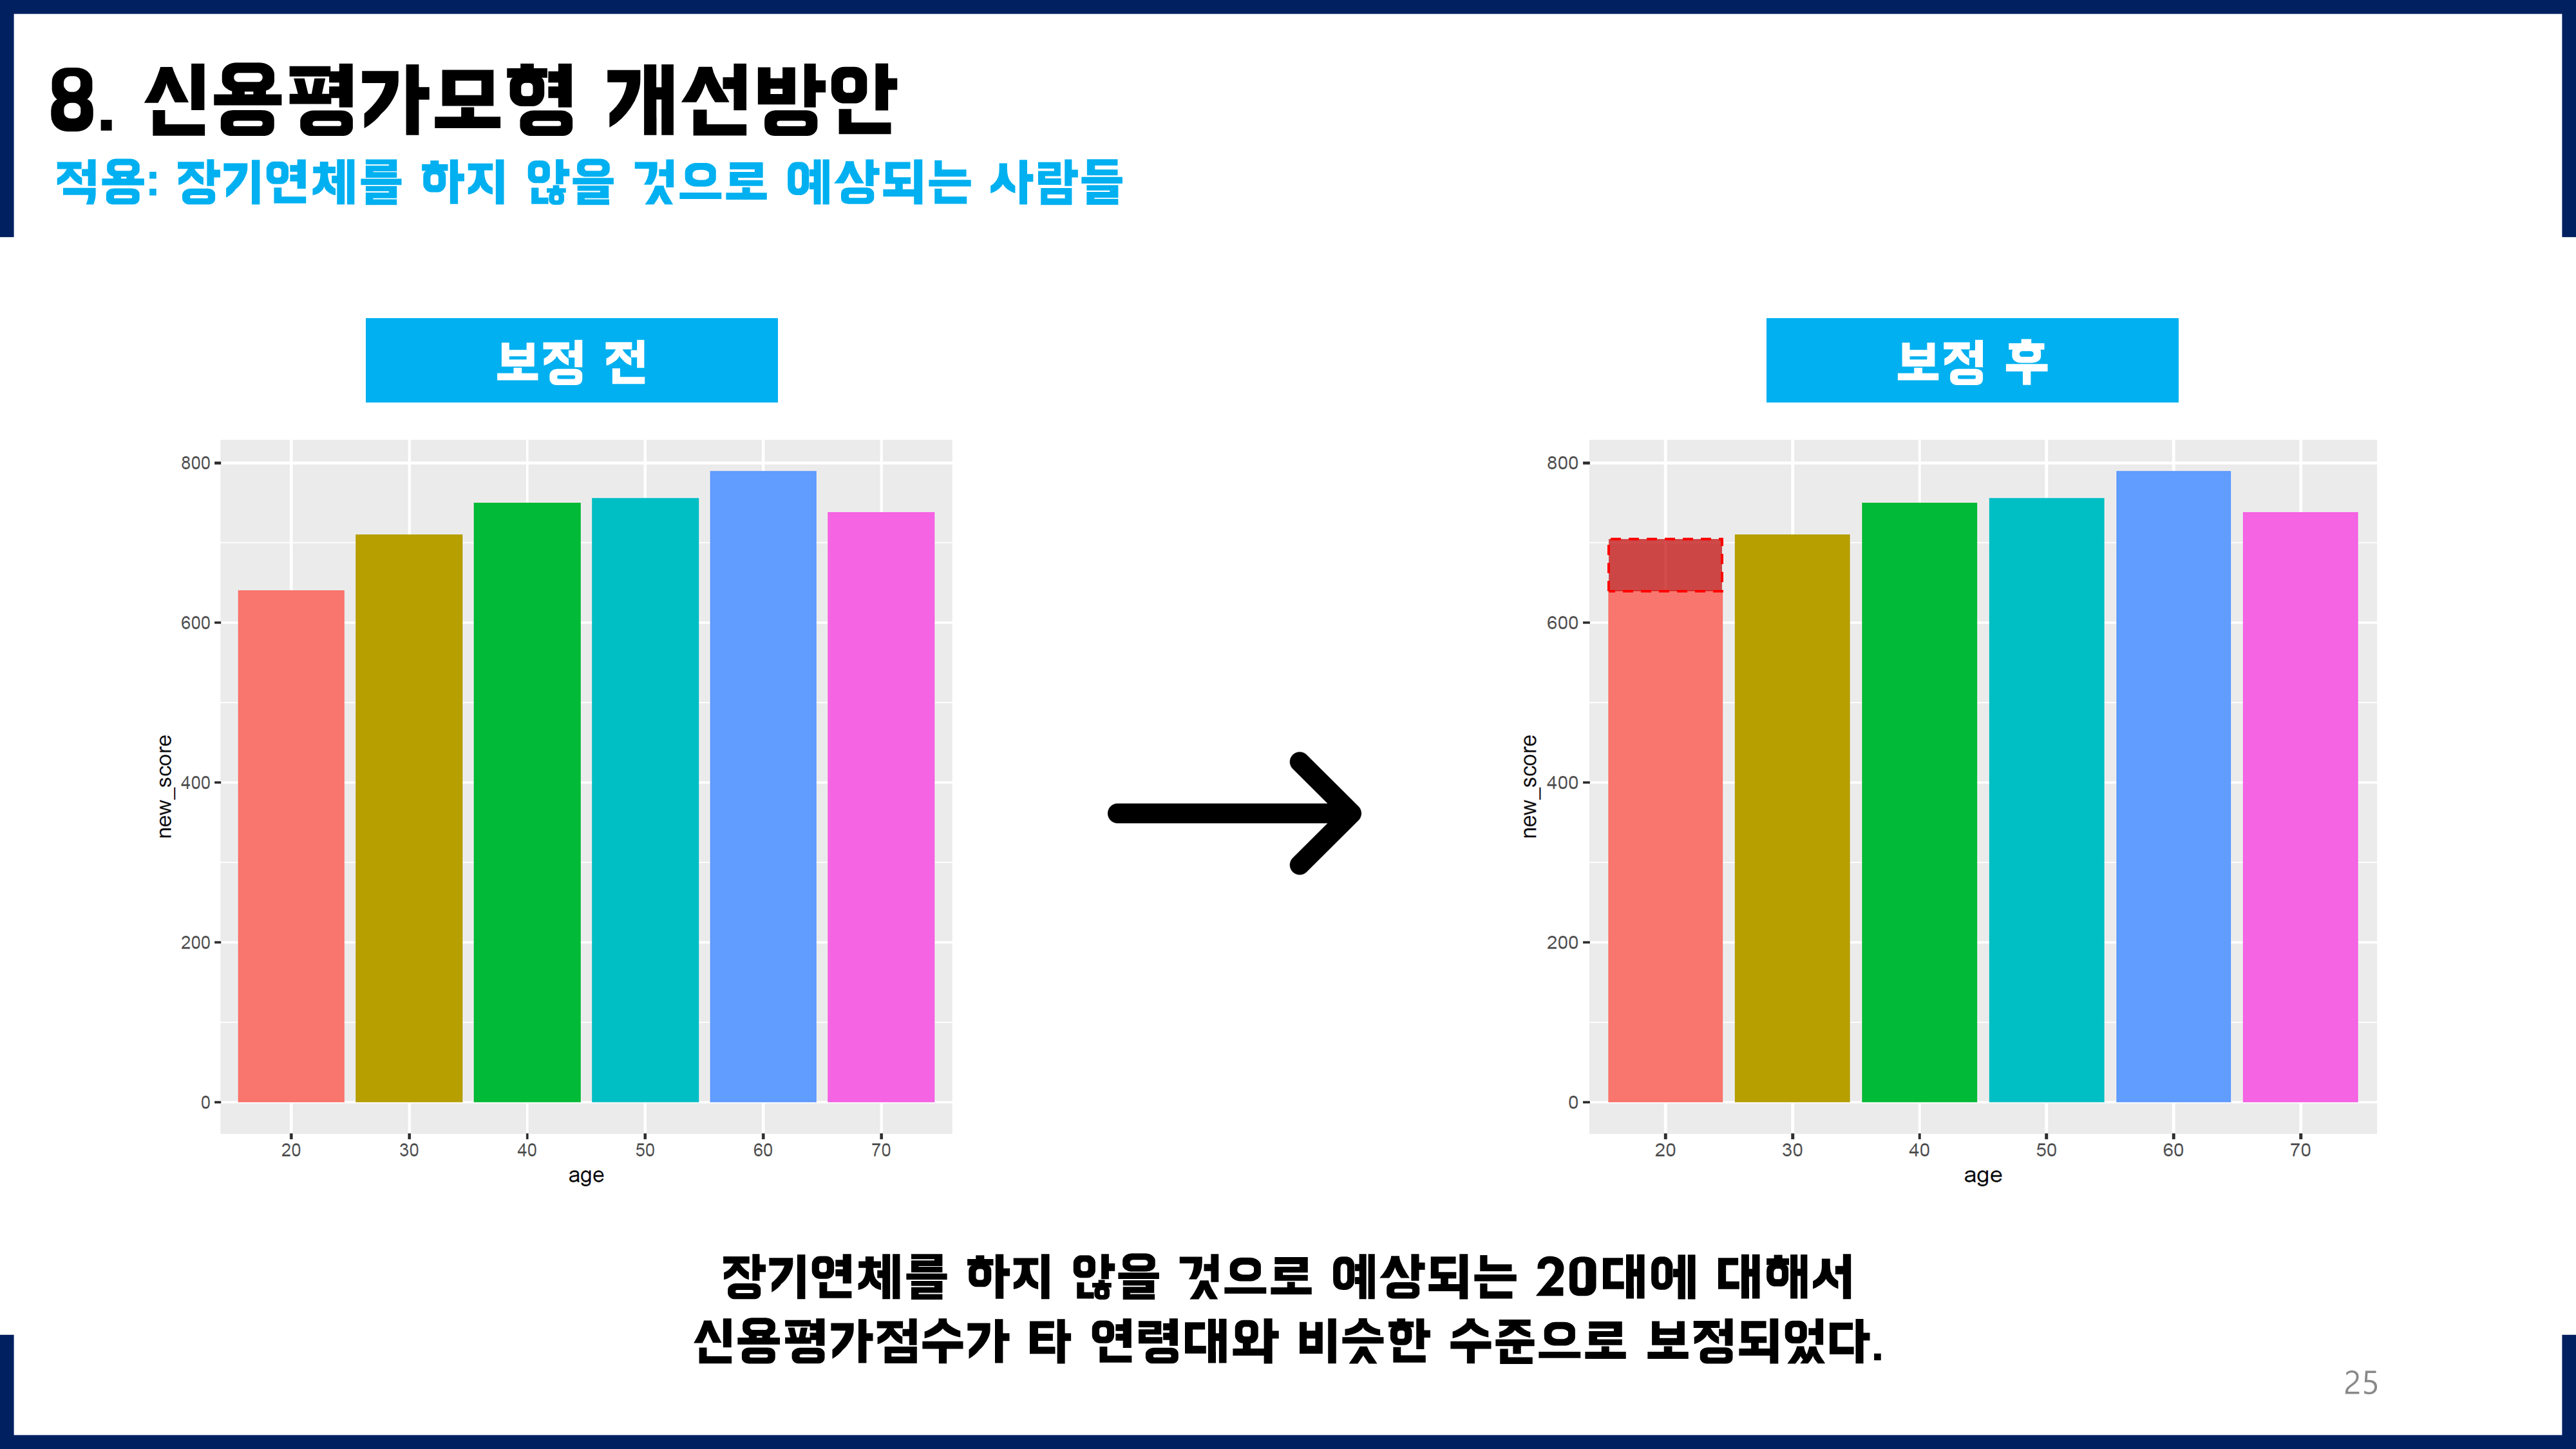 8. 신용평가모형 개선방안
적용: 장기연체를 하지 않을 것으로 예상되는 사람들
보정 전
800
600
400
200
0
new_score
20 30 40 50 60 70
age
보정 후
800
600
400
200
0
new_score
20 30 40 50 60 70
age
장기연체를 하지 않을 것으로 예상되는 20대에 대해서
신용평가점수가 타 연령대와 비슷한 수준으로 보정되었다.
25